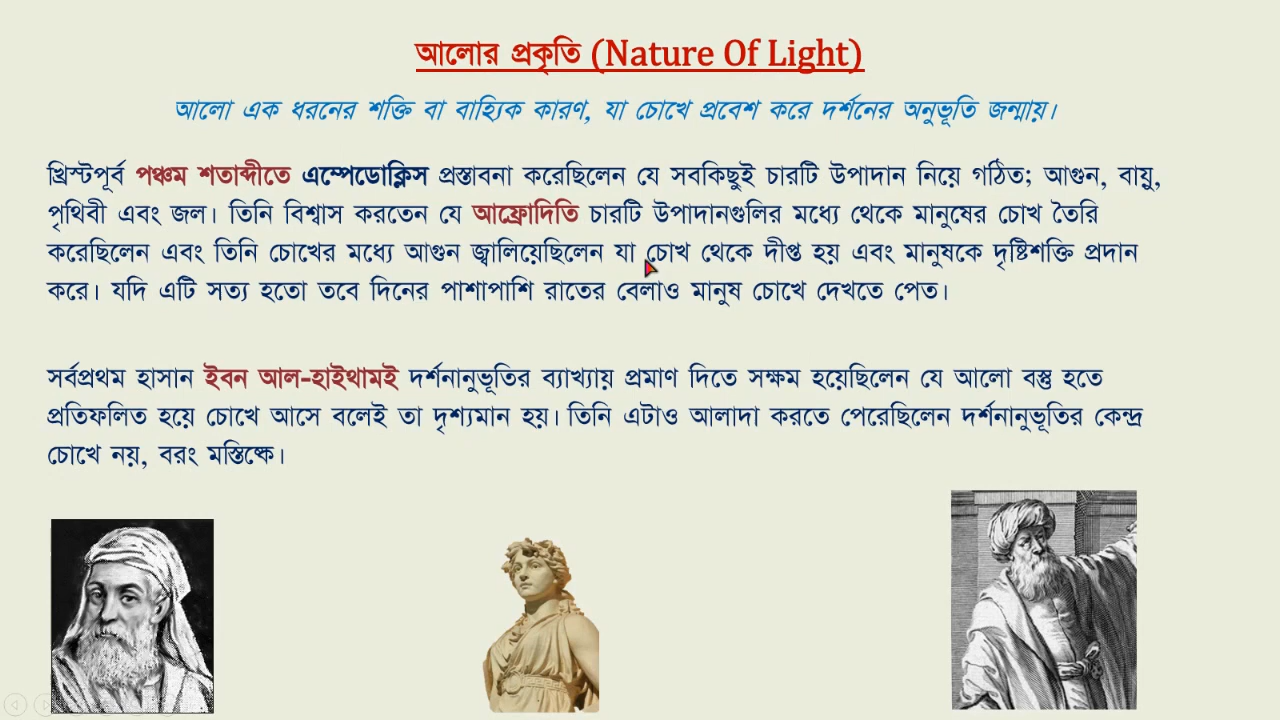 আলোর প্রকৃতি (Nature Of Light)
আলো এক ধরনের শক্তি বা বাহ্যিক কারণ, যা চোখে প্রবেশ করে দর্শনের অনুভূতি জন্মায়।
খ্রিস্টপূর্ব পঞ্চম শতাব্দীতে এম্পেডোক্লিস প্রস্তাবনা করেছিলেন যে সবকিছুই চারটি উপাদান নিয়ে গঠিত; আগুন, বায়ু,
পৃথিবী এবং জল। তিনি বিশ্বাস করতেন যে আফ্রোদিতি চারটি উপাদানগুলির মধ্যে থেকে মানুষের চোখ তৈরি
করেছিলেন এবং তিনি চোখের মধ্যে আগুন জ্বালিয়েছিলেন যা চোখ থেকে দীপ্ত হয় এবং মানুষকে দৃষ্টিশক্তি প্রদান
করে। যদি এটি সত্য হতো তবে দিনের পাশাপাশি রাতের বেলাও মানুষ চোখে দেখতে পেত।
সর্বপ্রথম হাসান ইবন আল-হাইথামই দর্শনানুভূতির ব্যাখ্যায় প্রমাণ দিতে সক্ষম হয়েছিলেন যে আলো বস্তু হতে
প্রতিফলিত হয়ে চোখে আসে বলেই তা দৃশ্যমান হয়। তিনি এটাও আলাদা করতে পেরেছিলেন দর্শনানুভূতির কেন্দ্র
চোখে নয়, বরং মস্তিষ্কে।